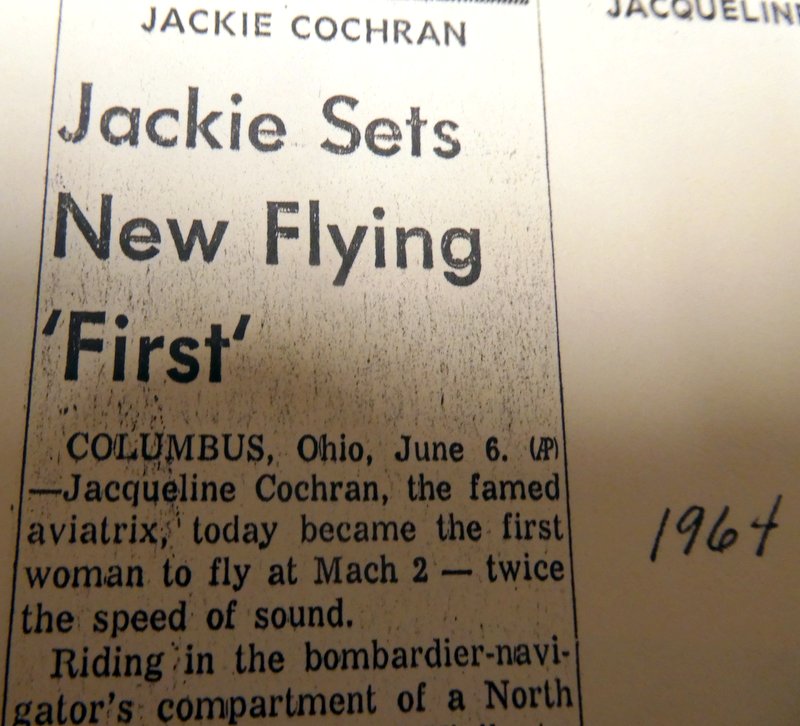 JACKIE COCHRAN
JACQUELINE
Jackie Sets
New Flying
'First'
COLUMBUS, Ohio, June 6. (AP)
—Jacqueline Cochran, the famed
aviatrix, today became the first
woman to fly at Mach 2 — twice
the speed of sound.
Riding in the bombardier-navi-
gator's compartment of a North
1964